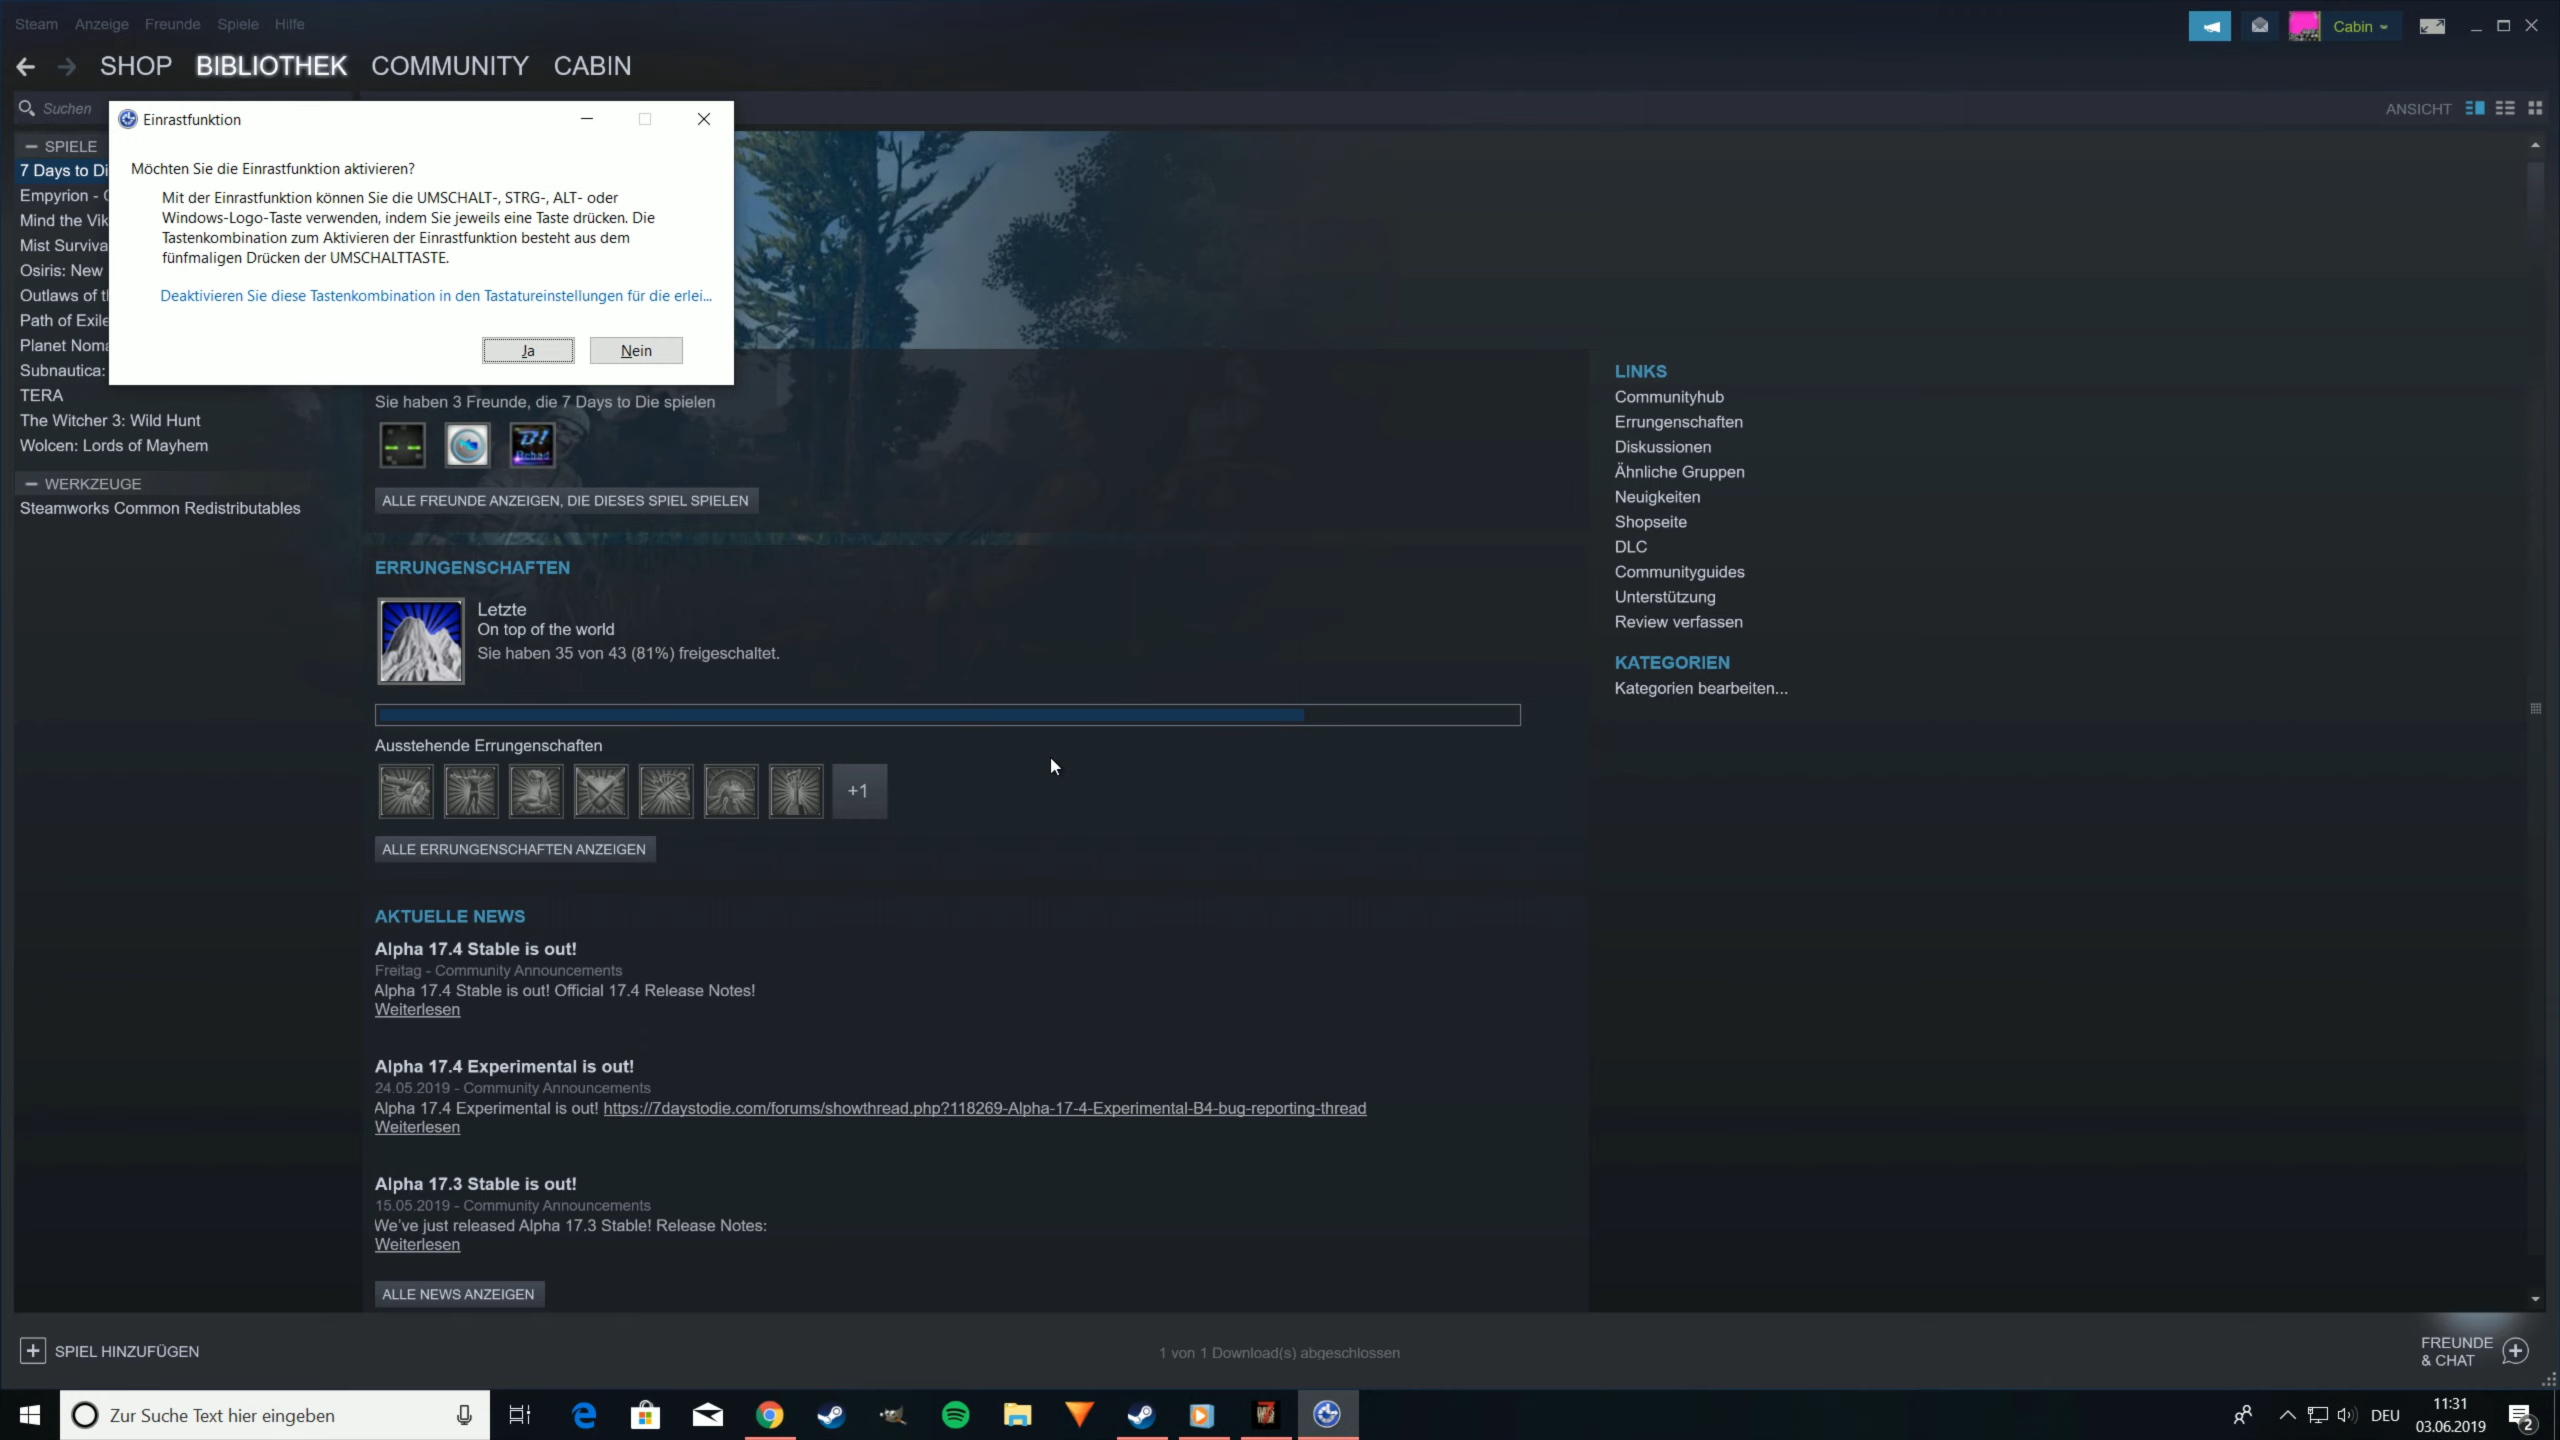 Steam Anzeige Freunde Spiele Hilfe
Cabin
SHOP BIBLIOTHEK COMMUNITY CABIN
Suchen
ANSICHT
Einrastfunktion
Möchten Sie die Einrastfunktion aktivieren?
Mit der Einrastfunktion können Sie die UMSCHALT-, STRG-, ALT- oder
Windows-Logo-Taste verwenden, indem Sie jeweils eine Taste drücken. Die
Tastenkombination zum Aktivieren der Einrastfunktion besteht aus dem
fünfmaligen Drücken der UMSCHALTTASTE.
Deaktivieren Sie diese Tastenkombination in den Tastatureinstellungen für die erlei...
Ja Nein
SPIELE
7 Days to Di
Empyrion -
Mind the Vik
Mist Surviva
Osiris: New
Outlaws of t
Path of Exile
Planet Noma
Subnautica:
TERA
The Witcher 3: Wild Hunt
Wolcen: Lords of Mayhem
WERKZEUGE
Steamworks Common Redistributables
Sie haben 3 Freunde, die 7 Days to Die spielen
ALLE FREUNDE ANZEIGEN, DIE DIESES SPIEL SPIELEN
ERRUNGENSCHAFTEN
Letzte
On top of the world
Sie haben 35 von 43 (81%) freigeschaltet.
Ausstehende Errungenschaften
+1
ALLE ERRUNGENSCHAFTEN ANZEIGEN
AKTUELLE NEWS
Alpha 17.4 Stable is out!
Freitag - Community Announcements
Alpha 17.4 Stable is out! Official 17.4 Release Notes!
Weiterlesen
Alpha 17.4 Experimental is out!
24.05.2019 - Community Announcements
Alpha 17.4 Experimental is out! https://7daystodie.com/forums/showthread.php?118269-Alpha-17-4-Experimental-B4-bug-reporting-thread
Weiterlesen
Alpha 17.3 Stable is out!
15.05.2019 - Community Announcements
We've just released Alpha 17.3 Stable! Release Notes:
Weiterlesen
ALLE NEWS ANZEIGEN
LINKS
Communityhub
Errungenschaften
Diskussionen
Ähnliche Gruppen
Neuigkeiten
Shopseite
DLC
Communityguides
Unterstützung
Review verfassen
KATEGORIEN
Kategorien bearbeiten...
SPIEL HINZUFÜGEN
1 von 1 Download(s) abgeschlossen
FREUNDE
& CHAT
Zur Suche Text hier eingeben
DEU
11:31
03.06.2019
2